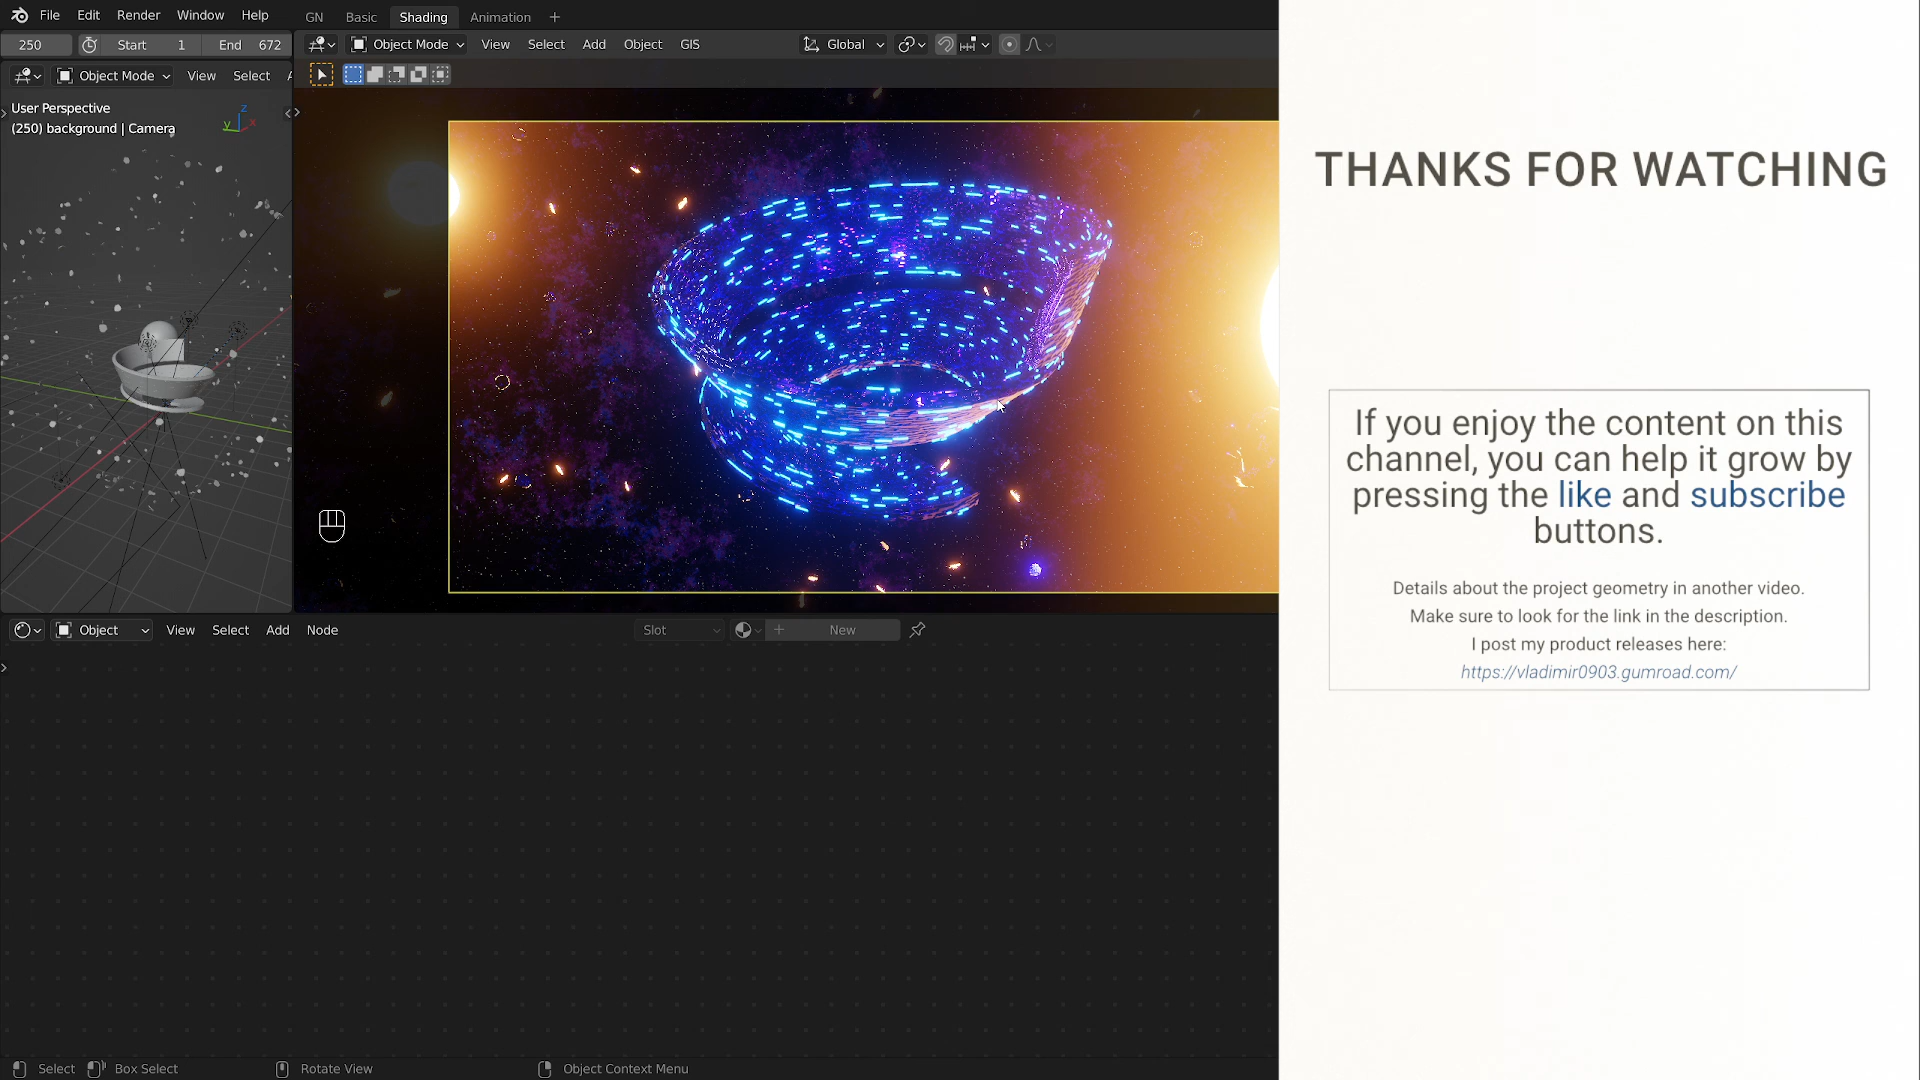 File Edit Render Window Help GN Basic Shading Animation
250 Start 1 End 672 Object Mode View Select Add Object GIS Global
Object Mode View Select
User Perspective
(250) background | Camera
Object View Select Add Node Slot New
Select Box Select Rotate View Object Context Menu
THANKS FOR WATCHING
If you enjoy the content on this
channel, you can help it grow by
pressing the like and subscribe
buttons.
Details about the project geometry in another video.
Make sure to look for the link in the description.
I post my product releases here:
https://vladimir0903.gumroad.com/